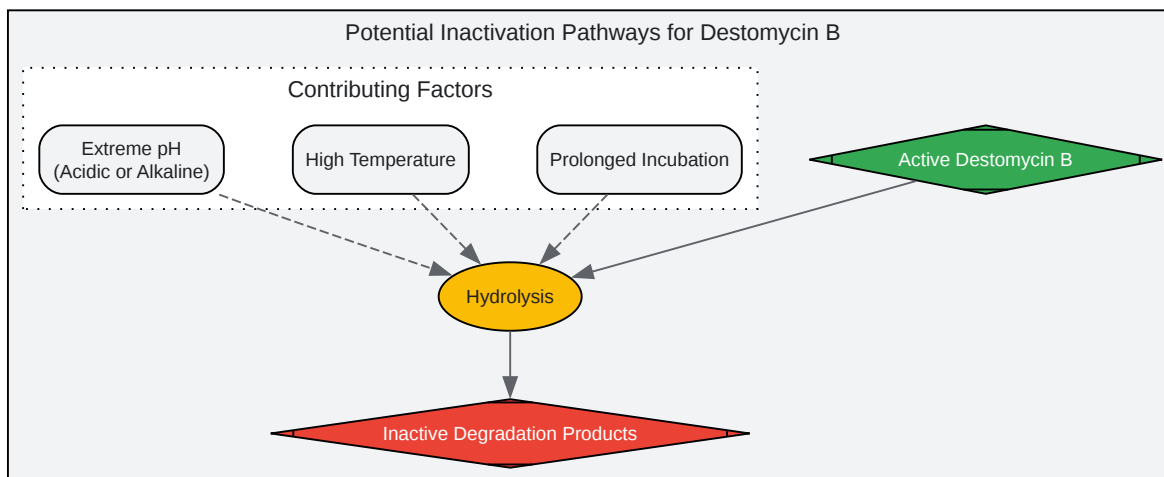 Potential Inactivation Pathways for Destomycin B
Contributing Factors
Extreme pH
(Acidic or Alkaline)
High Temperature
Prolonged Incubation
Active Destomycin B
Hydrolysis
Inactive Degradation Products